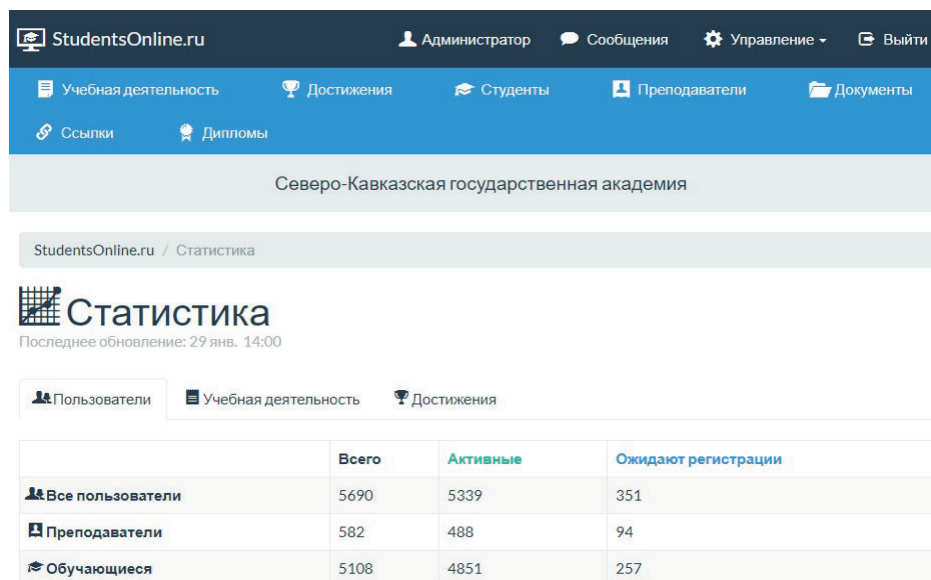 StudentsOnline.ru Администратор Сообщения Управление Выйти
Учебная деятельность Достижения Студенты Преподаватели Документы
Ссылки Дипломы
Северо-Кавказская государственная академия
StudentsOnline.ru / Статистика
Статистика
Последнее обновление: 29 янв. 14:00
Пользователи Учебная деятельность Достижения
Всего Активные Ожидают регистрации
Все пользователи 5690 5339 351
Преподаватели 582 488 94
Обучающиеся 5108 4851 257